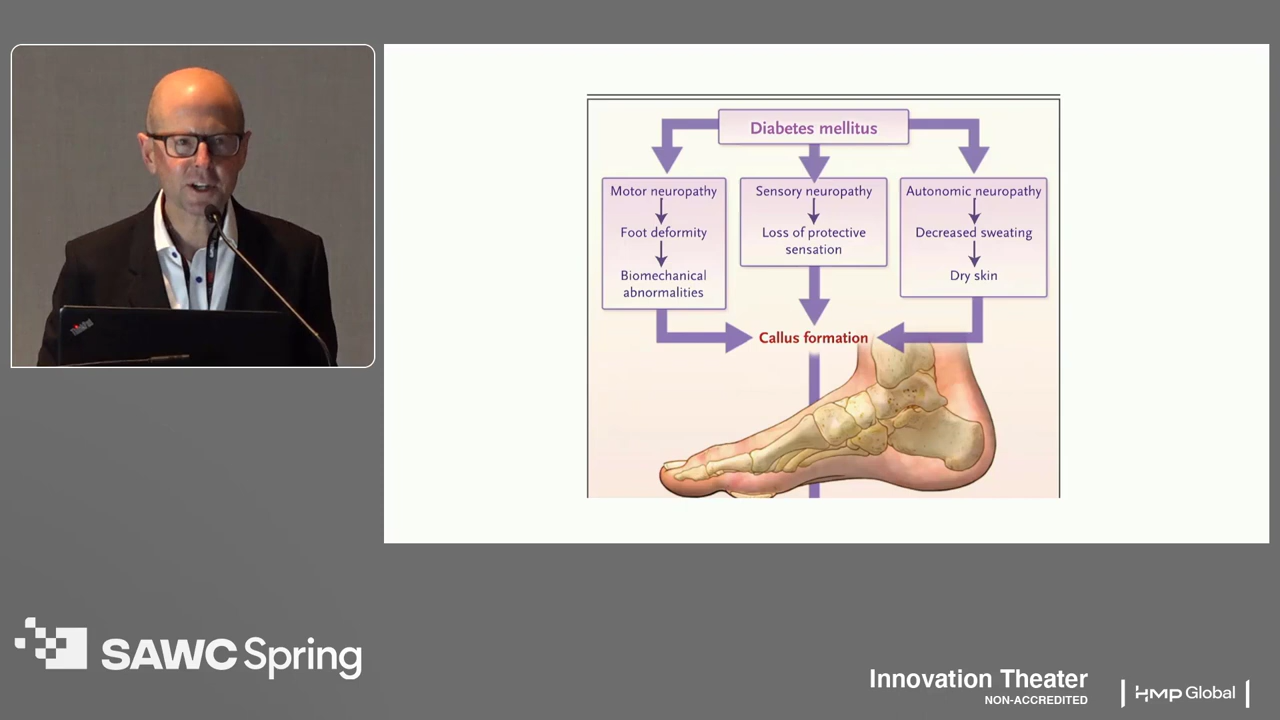 Diabetes mellitus
Motor neuropathy
Foot deformity
Biomechanical
abnormalities
Sensory neuropathy
Loss of protective
sensation
Autonomic neuropathy
Decreased sweating
Dry skin
Callus formation
SAWC Spring
Innovation Theater
NON-ACCREDITED
HMP Global